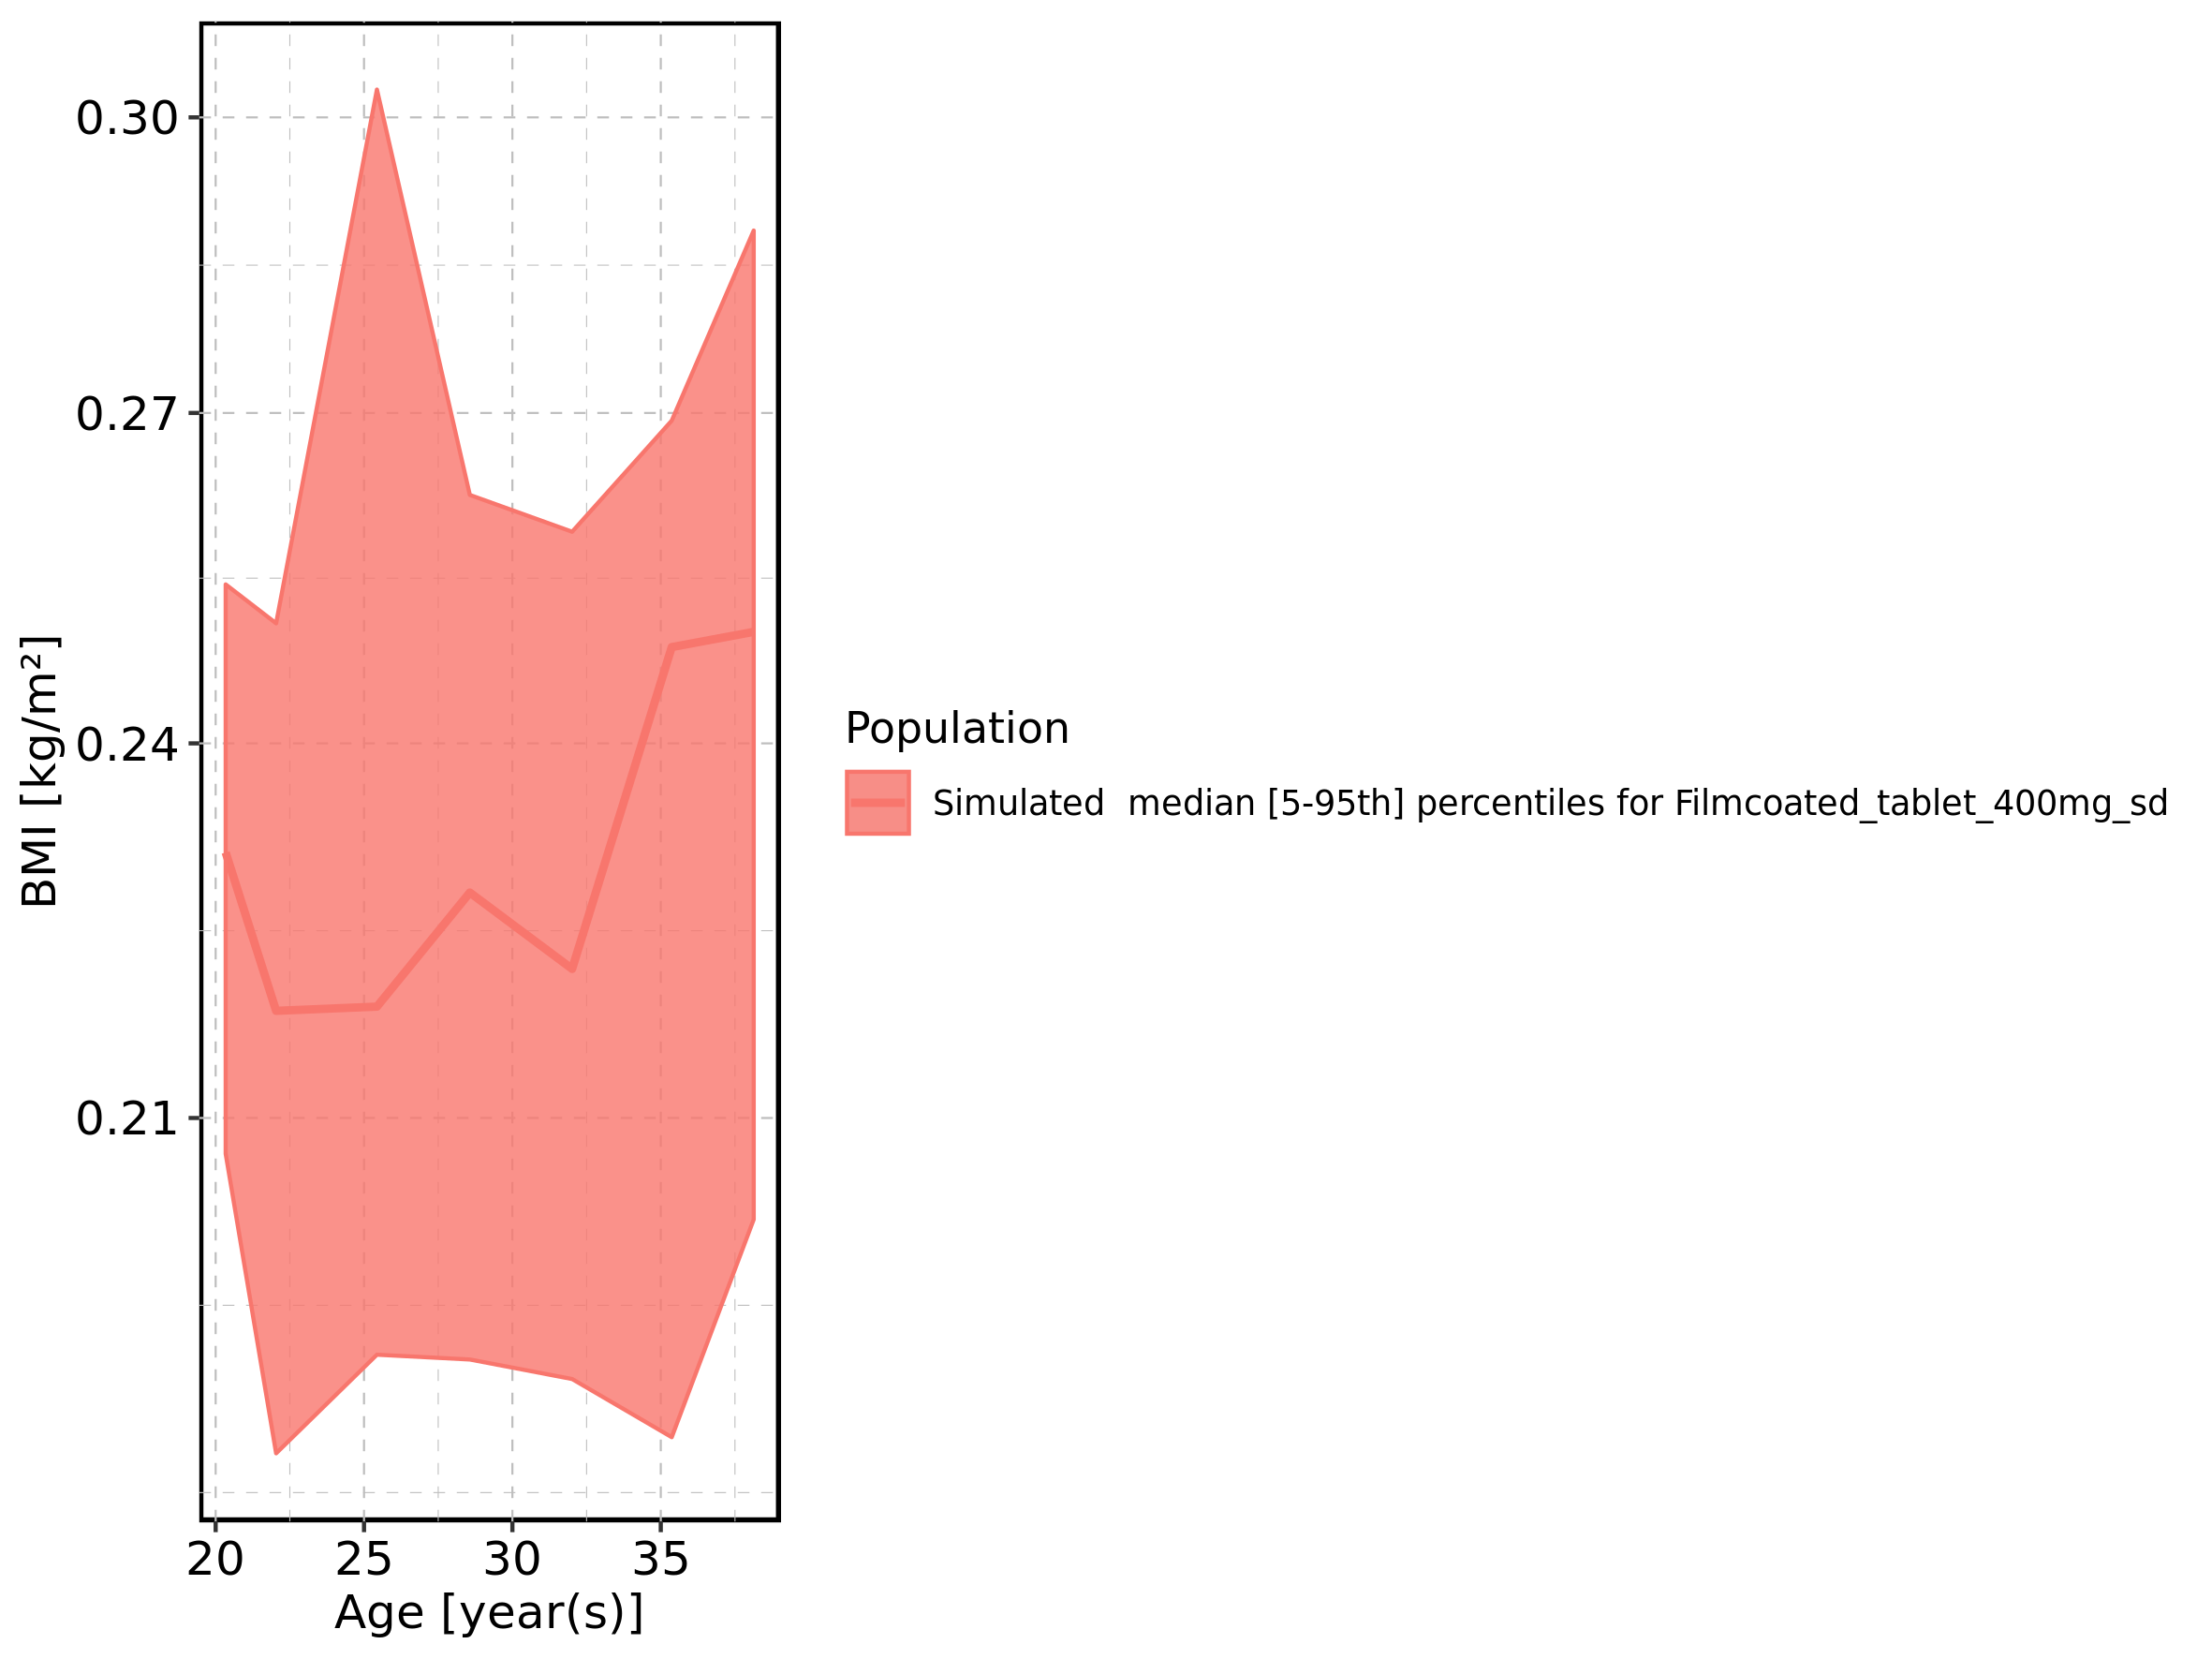 0.30
0.27
0.24
0.21
BMI [kg/m²]
20 25 30 35
Age [year(s)]
Population
Simulated  median [5-95th] percentiles for Filmcoated_tablet_400mg_sd